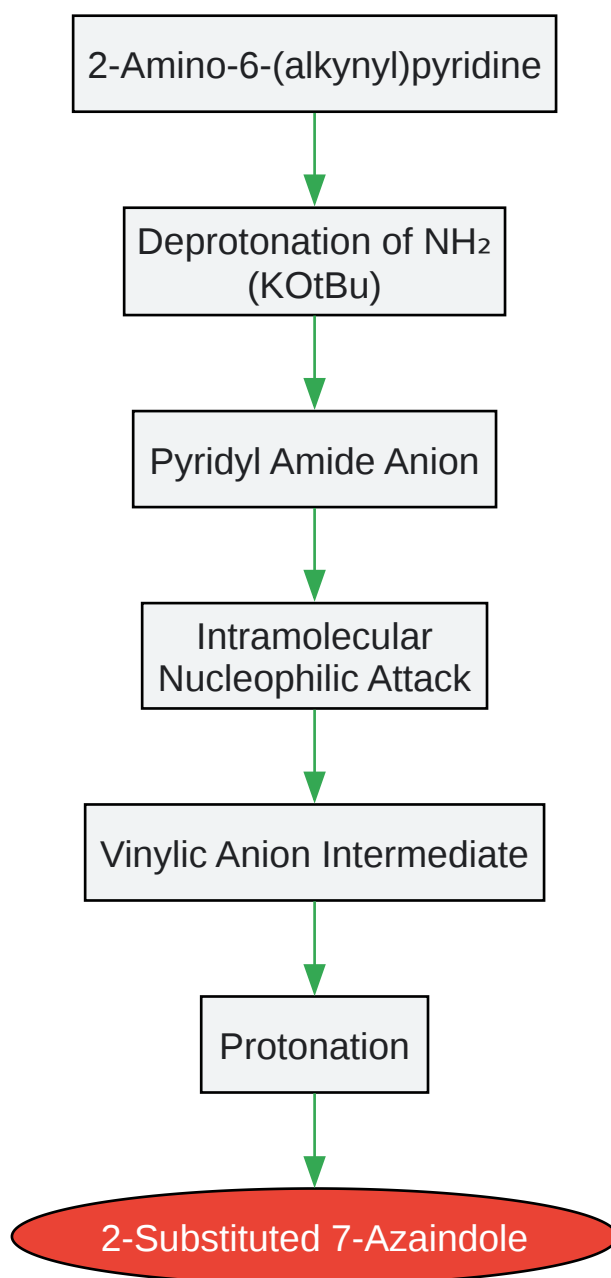 2-Amino-6-(alkynyl)pyridine
Deprotonation of NH₂
(KOtBu)
Pyridyl Amide Anion
Intramolecular
Nucleophilic Attack
Vinylic Anion Intermediate
Protonation
2-Substituted 7-Azaindole